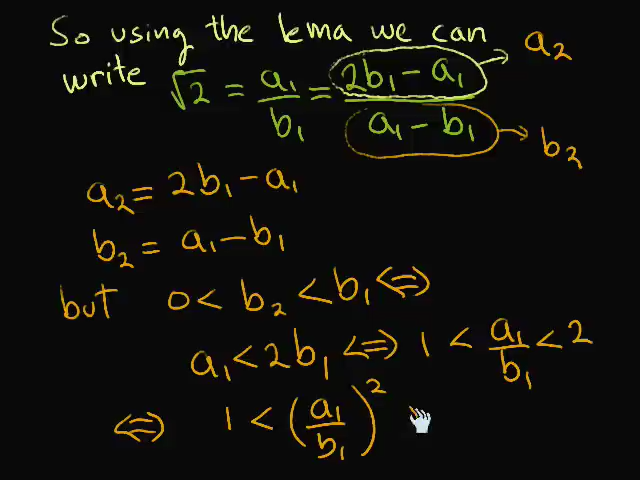 So using the lema we can
write √2 = a₁/b₁ = (2b₁ − a₁)/(a₁ − b₁) → a₂ → b₂
a₂ = 2b₁ − a₁
b₂ = a₁ − b₁
but 0 < b₂ < b₁ ⇔
a₁ < 2b₁ ⇔ 1 < a₁/b₁ < 2
⇔ 1 < (a₁/b₁)²